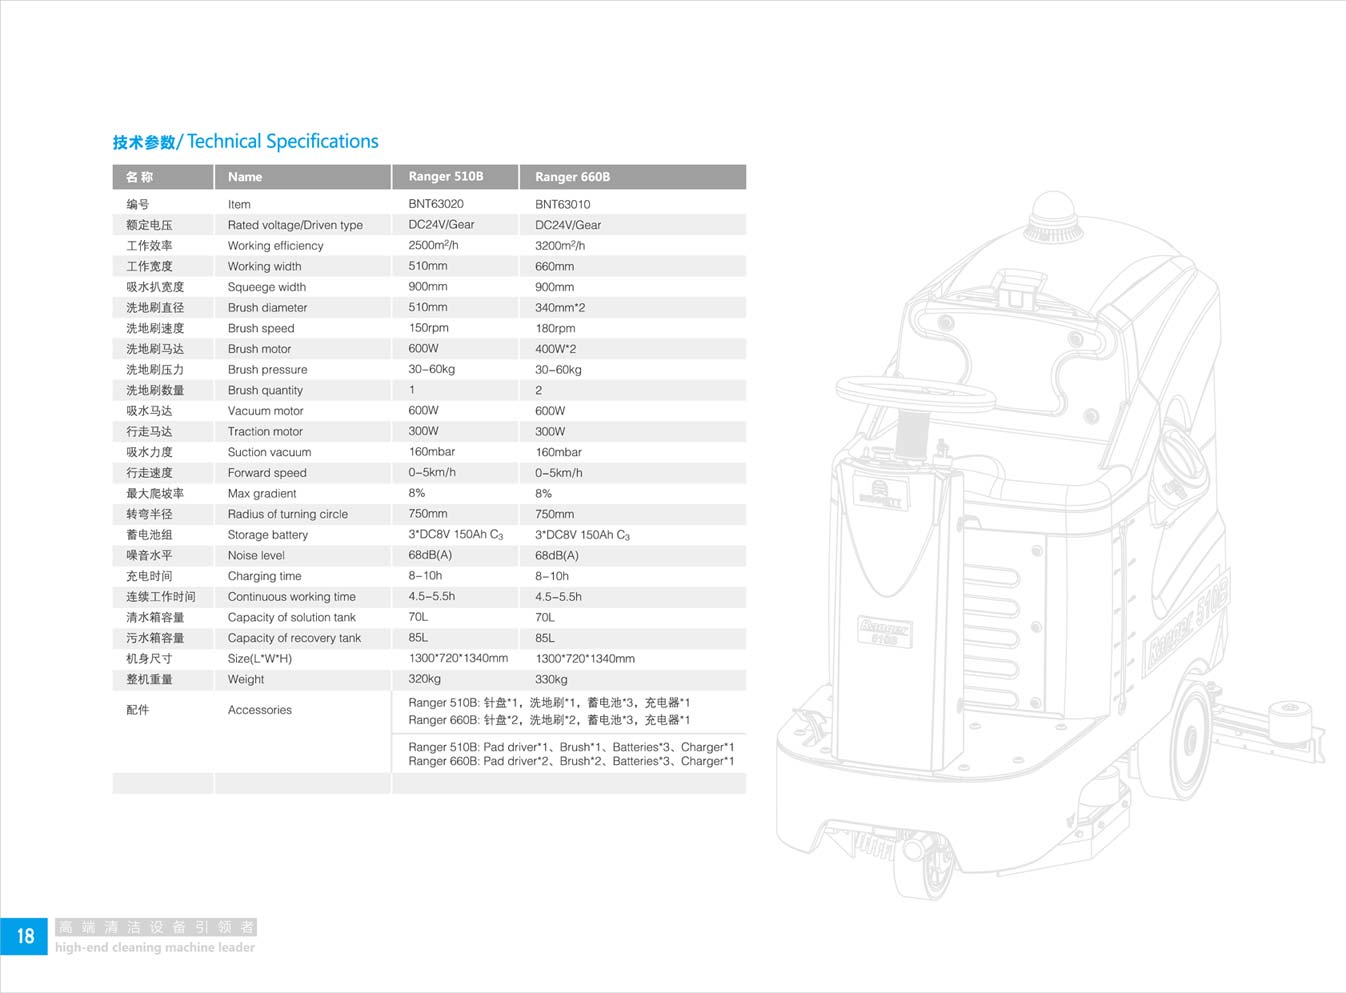 技术参数/ Technical Specifications
名 称 Name Ranger 510B Ranger 660B
编号 Item BNT63020 BNT63010
额定电压 Rated voltage/Driven type DC24V/Gear DC24V/Gear
工作效率 Working efficiency 2500m²/h 3200m²/h
工作宽度 Working width 510mm 660mm
吸水扒宽度 Squeege width 900mm 900mm
洗地刷直径 Brush diameter 510mm 340mm*2
洗地刷速度 Brush speed 150rpm 180rpm
洗地刷马达 Brush motor 600W 400W*2
洗地刷压力 Brush pressure 30–60kg 30–60kg
洗地刷数量 Brush quantity 1 2
吸水马达 Vacuum motor 600W 600W
行走马达 Traction motor 300W 300W
吸水力度 Suction vacuum 160mbar 160mbar
行走速度 Forward speed 0–5km/h 0–5km/h
最大爬坡率 Max gradient 8% 8%
转弯半径 Radius of turning circle 750mm 750mm
蓄电池组 Storage battery 3*DC8V 150Ah C₃ 3*DC8V 150Ah C₃
噪音水平 Noise level 68dB(A) 68dB(A)
充电时间 Charging time 8–10h 8–10h
连续工作时间 Continuous working time 4.5–5.5h 4.5–5.5h
清水箱容量 Capacity of solution tank 70L 70L
污水箱容量 Capacity of recovery tank 85L 85L
机身尺寸 Size(L*W*H) 1300*720*1340mm 1300*720*1340mm
整机重量 Weight 320kg 330kg
配件 Accessories
Ranger 510B: 针盘*1，洗地刷*1，蓄电池*3，充电器*1
Ranger 660B: 针盘*2，洗地刷*2，蓄电池*3，充电器*1
Ranger 510B: Pad driver*1、Brush*1、Batteries*3、Charger*1
Ranger 660B: Pad driver*2、Brush*2、Batteries*3、Charger*1
BENNETT
Ranger
510B
Ranger 510B
18
高端清洁设备引领者
high-end cleaning machine leader